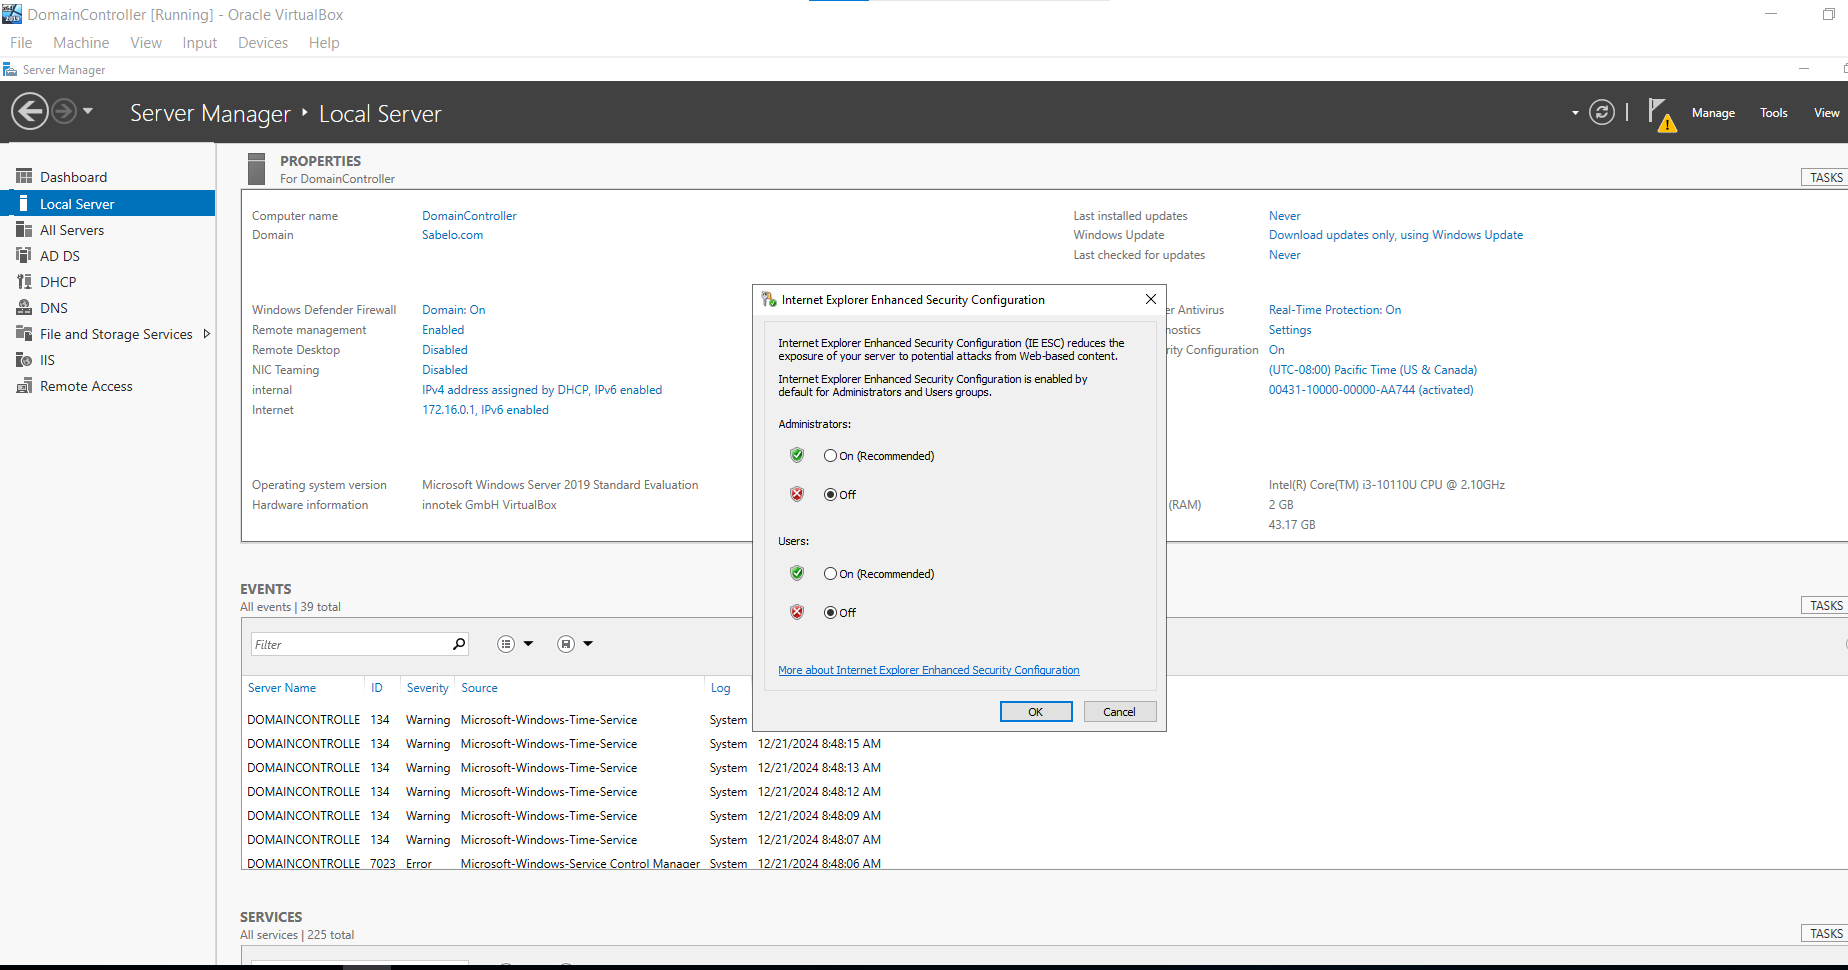 DomainController [Running] - Oracle VirtualBox
File Machine View Input Devices Help
Server Manager
Server Manager ‣ Local Server
Manage Tools View
Dashboard
Local Server
All Servers
AD DS
DHCP
DNS
File and Storage Services
IIS
Remote Access
PROPERTIES
For DomainController
TASKS
Computer name DomainController
Domain Sabelo.com
Last installed updates Never
Windows Update Download updates only, using Windows Update
Last checked for updates Never
Windows Defender Firewall Domain: On
Remote management Enabled
Remote Desktop Disabled
NIC Teaming Disabled
internal IPv4 address assigned by DHCP, IPv6 enabled
Internet 172.16.0.1, IPv6 enabled
er Antivirus Real-Time Protection: On
nostics Settings
rity Configuration On
(UTC-08:00) Pacific Time (US & Canada)
00431-10000-00000-AA744 (activated)
Operating system version Microsoft Windows Server 2019 Standard Evaluation
Hardware information innotek GmbH VirtualBox
Intel(R) Core(TM) i3-10110U CPU @ 2.10GHz
(RAM) 2 GB
43.17 GB
Internet Explorer Enhanced Security Configuration
Internet Explorer Enhanced Security Configuration (IE ESC) reduces the
exposure of your server to potential attacks from Web-based content.
Internet Explorer Enhanced Security Configuration is enabled by
default for Administrators and Users groups.
Administrators:
On (Recommended)
Off
Users:
On (Recommended)
Off
More about Internet Explorer Enhanced Security Configuration
OK Cancel
EVENTS
All events | 39 total
TASKS
Filter
Server Name ID Severity Source Log
DOMAINCONTROLLE 134 Warning Microsoft-Windows-Time-Service System
DOMAINCONTROLLE 134 Warning Microsoft-Windows-Time-Service System 12/21/2024 8:48:15 AM
DOMAINCONTROLLE 134 Warning Microsoft-Windows-Time-Service System 12/21/2024 8:48:13 AM
DOMAINCONTROLLE 134 Warning Microsoft-Windows-Time-Service System 12/21/2024 8:48:12 AM
DOMAINCONTROLLE 134 Warning Microsoft-Windows-Time-Service System 12/21/2024 8:48:09 AM
DOMAINCONTROLLE 134 Warning Microsoft-Windows-Time-Service System 12/21/2024 8:48:07 AM
DOMAINCONTROLLE 7023 Error Microsoft-Windows-Service Control Manager System 12/21/2024 8:48:06 AM
SERVICES
All services | 225 total
TASKS